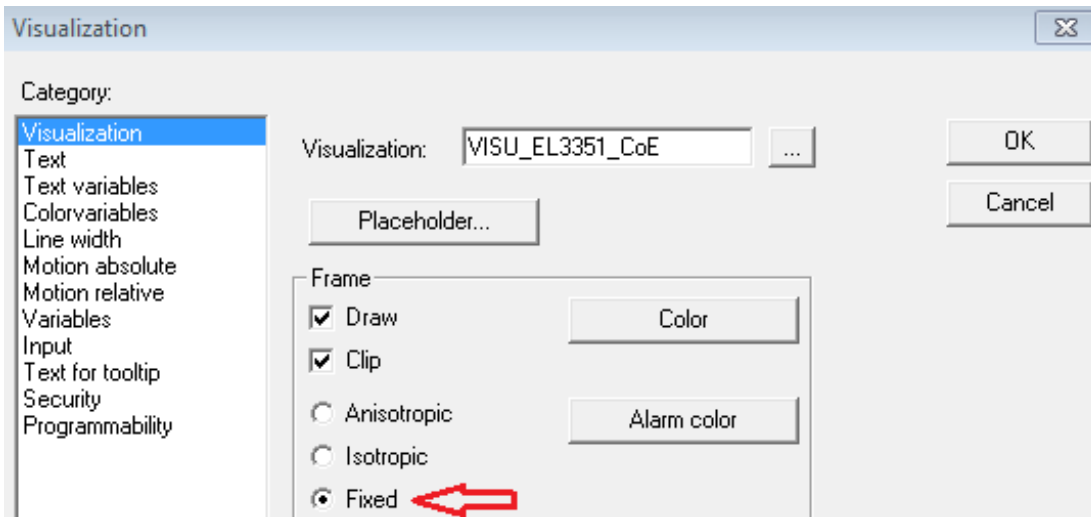 Visualization
Category:
Visualization
Text
Text variables
Colorvariables
Line width
Motion absolute
Motion relative
Variables
Input
Text for tooltip
Security
Programmability
Visualization:
VISU_EL3351_CoE
...
Placeholder...
Frame
Draw
Color
Clip
Anisotropic
Alarm color
Isotropic
Fixed
OK
Cancel